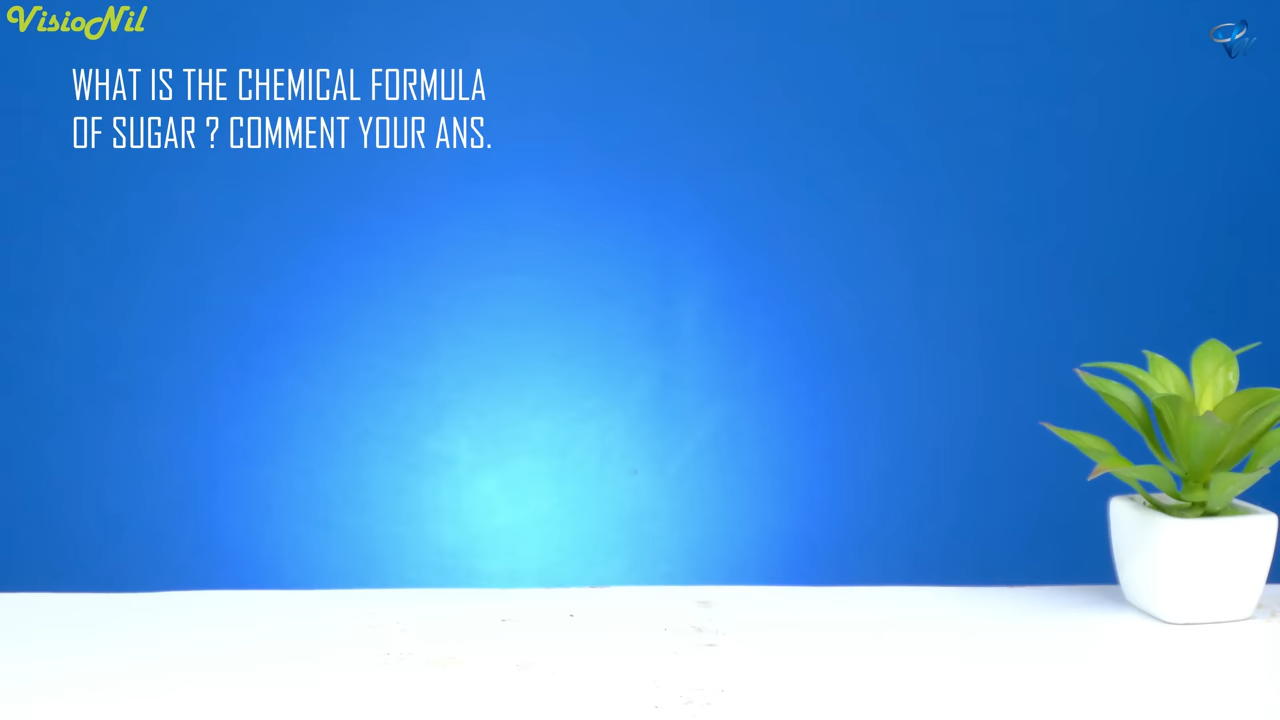 VisioNil
WHAT IS THE CHEMICAL FORMULA
OF SUGAR ? COMMENT YOUR ANS.